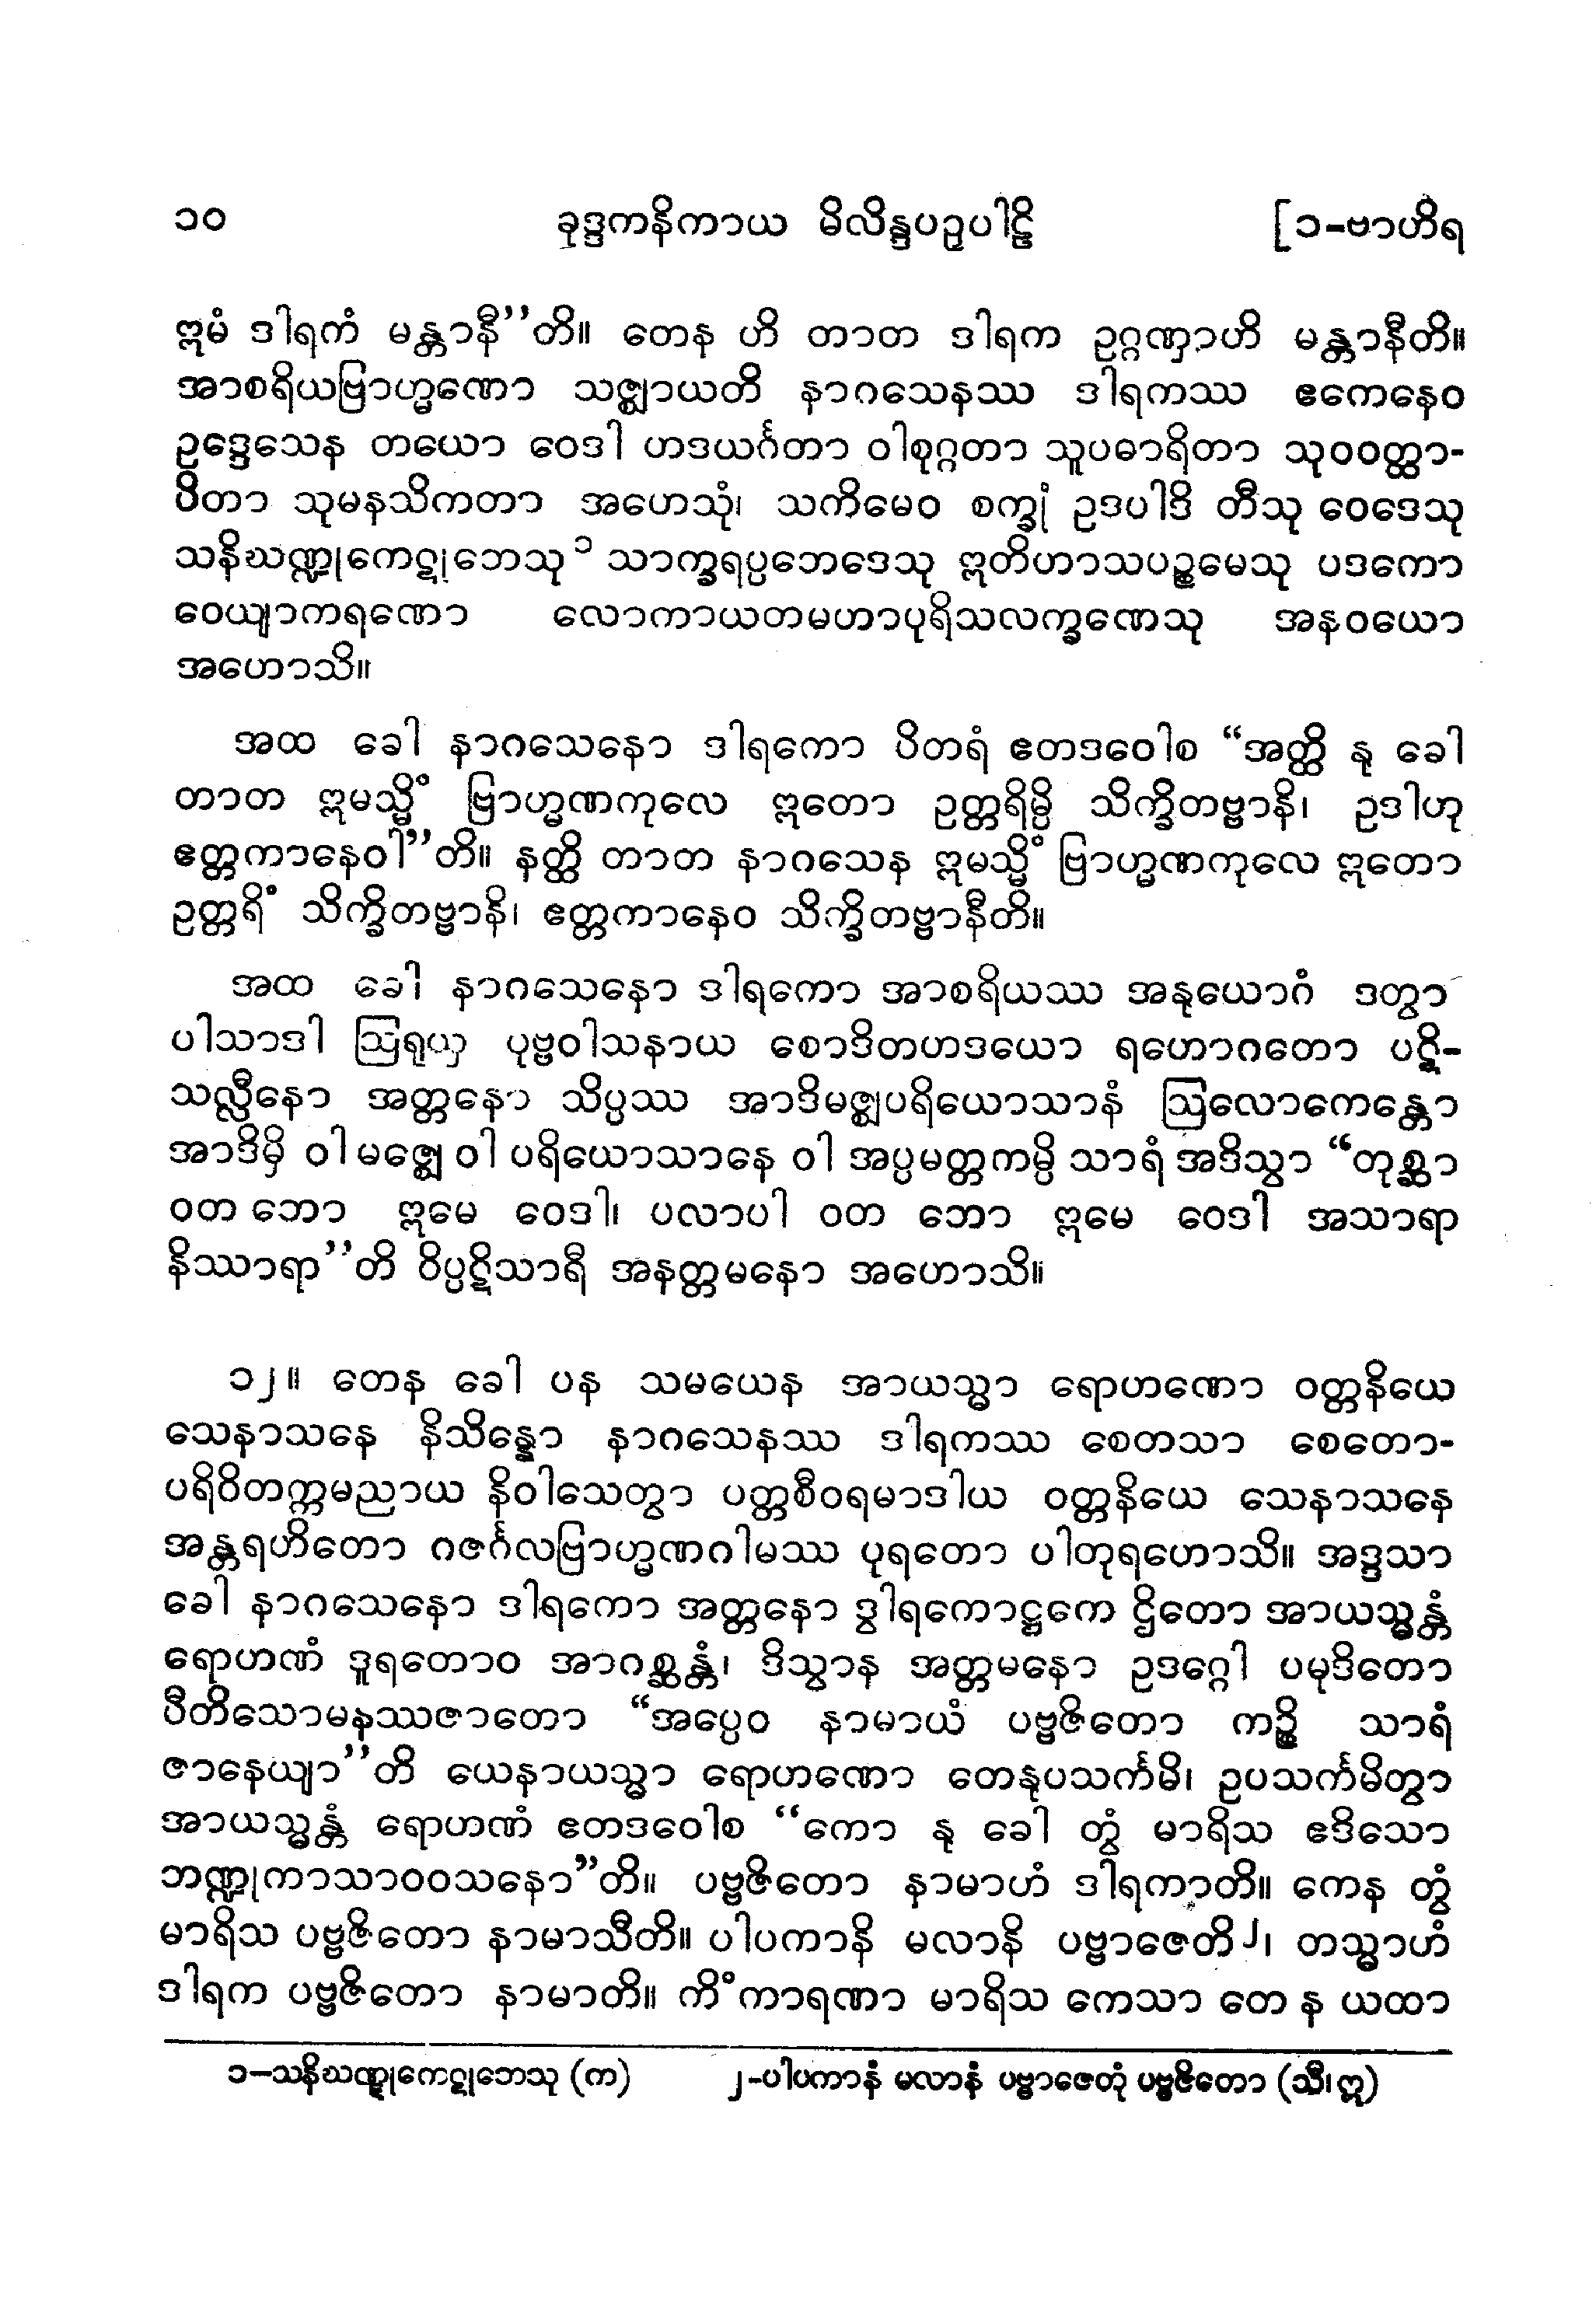 ၁၀ ခုဒ္ဒကနိကာယ မိလိန္ဒပဉှပါဠိ [၁-ဗာဟိရ
ဣမံ ဒါရကံ မန္တာနီ’’တိ။ တေန ဟိ တာတ ဒါရက ဥဂ္ဂဏှာဟိ မန္တာနီတိ။
အာစရိယဗြာဟ္မဏော သဇ္ဈာယတိ နာဂသေနဿ ဒါရကဿ ဧကေနေဝ
ဥဒ္ဒေသေန တယော ဝေဒါ ဟဒယင်္ဂတာ ဝါစုဂ္ဂတာ သူပဓာရိတာ သုဝဝတ္ထာ-
ပိတာ သုမနသိကတာ အဟေသုံ၊ သကိမေဝ စက္ခုံ ဥဒပါဒိ တီသု ဝေဒေသု
သနိဃဏ္ဍုကေဋုဘေသု၁ သာက္ခရပ္ပဘေဒေသု ဣတိဟာသပဉ္စမေသု ပဒကော
ဝေယျာကရဏော လောကာယတမဟာပုရိသလက္ခဏေသု အနဝယော
အဟောသိ။
အထ ခေါ နာဂသေနော ဒါရကော ပိတရံ ဧတဒဝေါစ “အတ္ထိ နု ခေါ
တာတ ဣမသ္မိံ ဗြာဟ္မဏကုလေ ဣတော ဥတ္တရိမ္ပိ သိက္ခိတဗ္ဗာနိ၊ ဥဒါဟု
ဧတ္တကာနေဝါ”တိ။ နတ္ထိ တာတ နာဂသေန ဣမသ္မိံ ဗြာဟ္မဏကုလေ ဣတော
ဥတ္တရိံ သိက္ခိတဗ္ဗာနိ၊ ဧတ္တကာနေဝ သိက္ခိတဗ္ဗာနီတိ။
အထ ခေါ နာဂသေနော ဒါရကော အာစရိယဿ အနုယောဂံ ဒတွာ
ပါသာဒါ ဩရုယှ ပုဗ္ဗဝါသနာယ စောဒိတဟဒယော ရဟောဂတော ပဋိ-
သလ္လီနော အတ္တနော သိပ္ပဿ အာဒိမဇ္ဈပရိယောသာနံ ဩလောကေန္တော
အာဒိမှိ ဝါ မဇ္ဈေ ဝါ ပရိယောသာနေ ဝါ အပ္ပမတ္တကမ္ပိ သာရံ အဒိသွာ “တုစ္ဆာ
ဝတ ဘော ဣမေ ဝေဒါ၊ ပလာပါ ဝတ ဘော ဣမေ ဝေဒါ အသာရာ
နိဿာရာ’’တိ ဝိပ္ပဋိသာရီ အနတ္တမနော အဟောသိ။
၁၂။ တေန ခေါ ပန သမယေန အာယသ္မာ ရောဟဏော ဝတ္တနိယေ
သေနာသနေ နိသိန္နော နာဂသေနဿ ဒါရကဿ စေတသာ စေတော-
ပရိဝိတက္ကမညာယ နိဝါသေတွာ ပတ္တစီဝရမာဒါယ ဝတ္တနိယေ သေနာသနေ
အန္တရဟိတော ဂဇင်္ဂလဗြာဟ္မဏဂါမဿ ပုရတော ပါတုရဟောသိ။ အဒ္ဒသာ
ခေါ နာဂသေနော ဒါရကော အတ္တနော ဒွါရကောဋ္ဌကေ ဌိတော အာယသ္မန္တံ
ရောဟဏံ ဒူရတောဝ အာဂစ္ဆန္တံ၊ ဒိသွာန အတ္တမနော ဥဒဂ္ဂေါ ပမုဒိတော
ပီတိသောမနဿဇာတော “အပ္ပေဝ နာမာယံ ပဗ္ဗဇိတော ကဉ္စိ သာရံ
ဇာနေယျာ’’တိ ယေနာယသ္မာ ရောဟဏော တေနုပသင်္ကမိ၊ ဥပသင်္ကမိတွာ
အာယသ္မန္တံ ရောဟဏံ ဧတဒဝေါစ “ကော နု ခေါ တွံ မာရိသ ဧဒိသော
ဘဏ္ဍုကာသာဝဝသနော”တိ။ ပဗ္ဗဇိတော နာမာဟံ ဒါရကာတိ။ ကေန တွံ
မာရိသ ပဗ္ဗဇိတော နာမာသီတိ။ ပါပကာနိ မလာနိ ပဗ္ဗာဇေတိ၂၊ တသ္မာဟံ
ဒါရက ပဗ္ဗဇိတော နာမာတိ။ ကိံကာရဏာ မာရိသ ကေသာ တေ န ယထာ
၁–သနိဃဏ္ဋုကေဋုဘေသု (က) ၂-ပါပကာနံ မလာနံ ပဗ္ဗာဇေတုံ ပဗ္ဗဇိတော (သီ၊ ဣ)